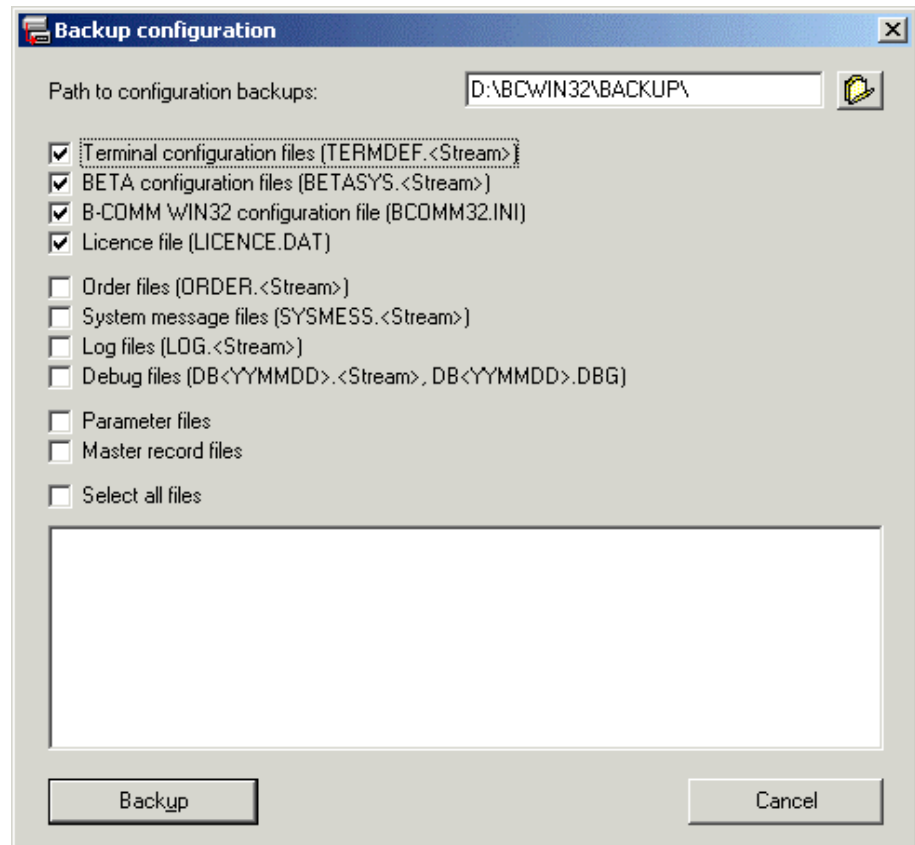 Backup configuration
Path to configuration backups: D:\BCWIN32\BACKUP\
Terminal configuration files (TERMDEF.<Stream>)
BETA configuration files (BETASYS.<Stream>)
B-COMM WIN32 configuration file (BCOMM32.INI)
Licence file (LICENCE.DAT)
Order files (ORDER.<Stream>)
System message files (SYSMESS.<Stream>)
Log files (LOG.<Stream>)
Debug files (DB<YYMMDD>.<Stream>, DB<YYMMDD>.DBG)
Parameter files
Master record files
Select all files
Backup Cancel